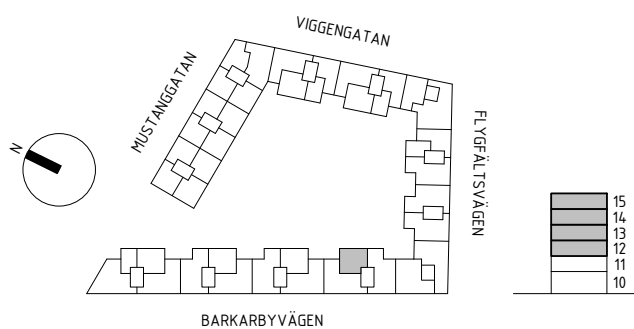 VIGGENGATAN
MUSTANGGATAN
FLYGFÄLTSVÄGEN
N
15
14
13
12
11
10
BARKARBYVÄGEN